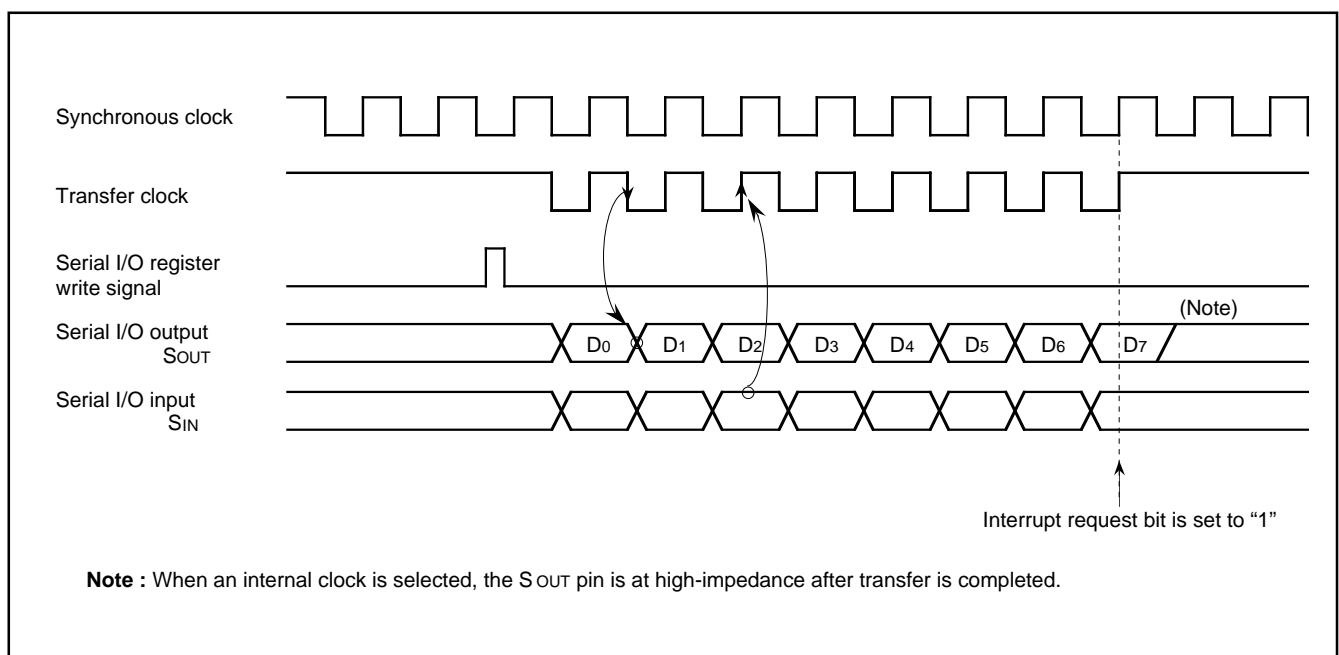 Synchronous clock
Transfer clock
Serial I/O register
write signal
Serial I/O output
SOUT
(Note)
D0 D1 D2 D3 D4 D5 D6 D7
Serial I/O input
SIN
Interrupt request bit is set to “1”
Note : When an internal clock is selected, the SOUT pin is at high-impedance after transfer is completed.